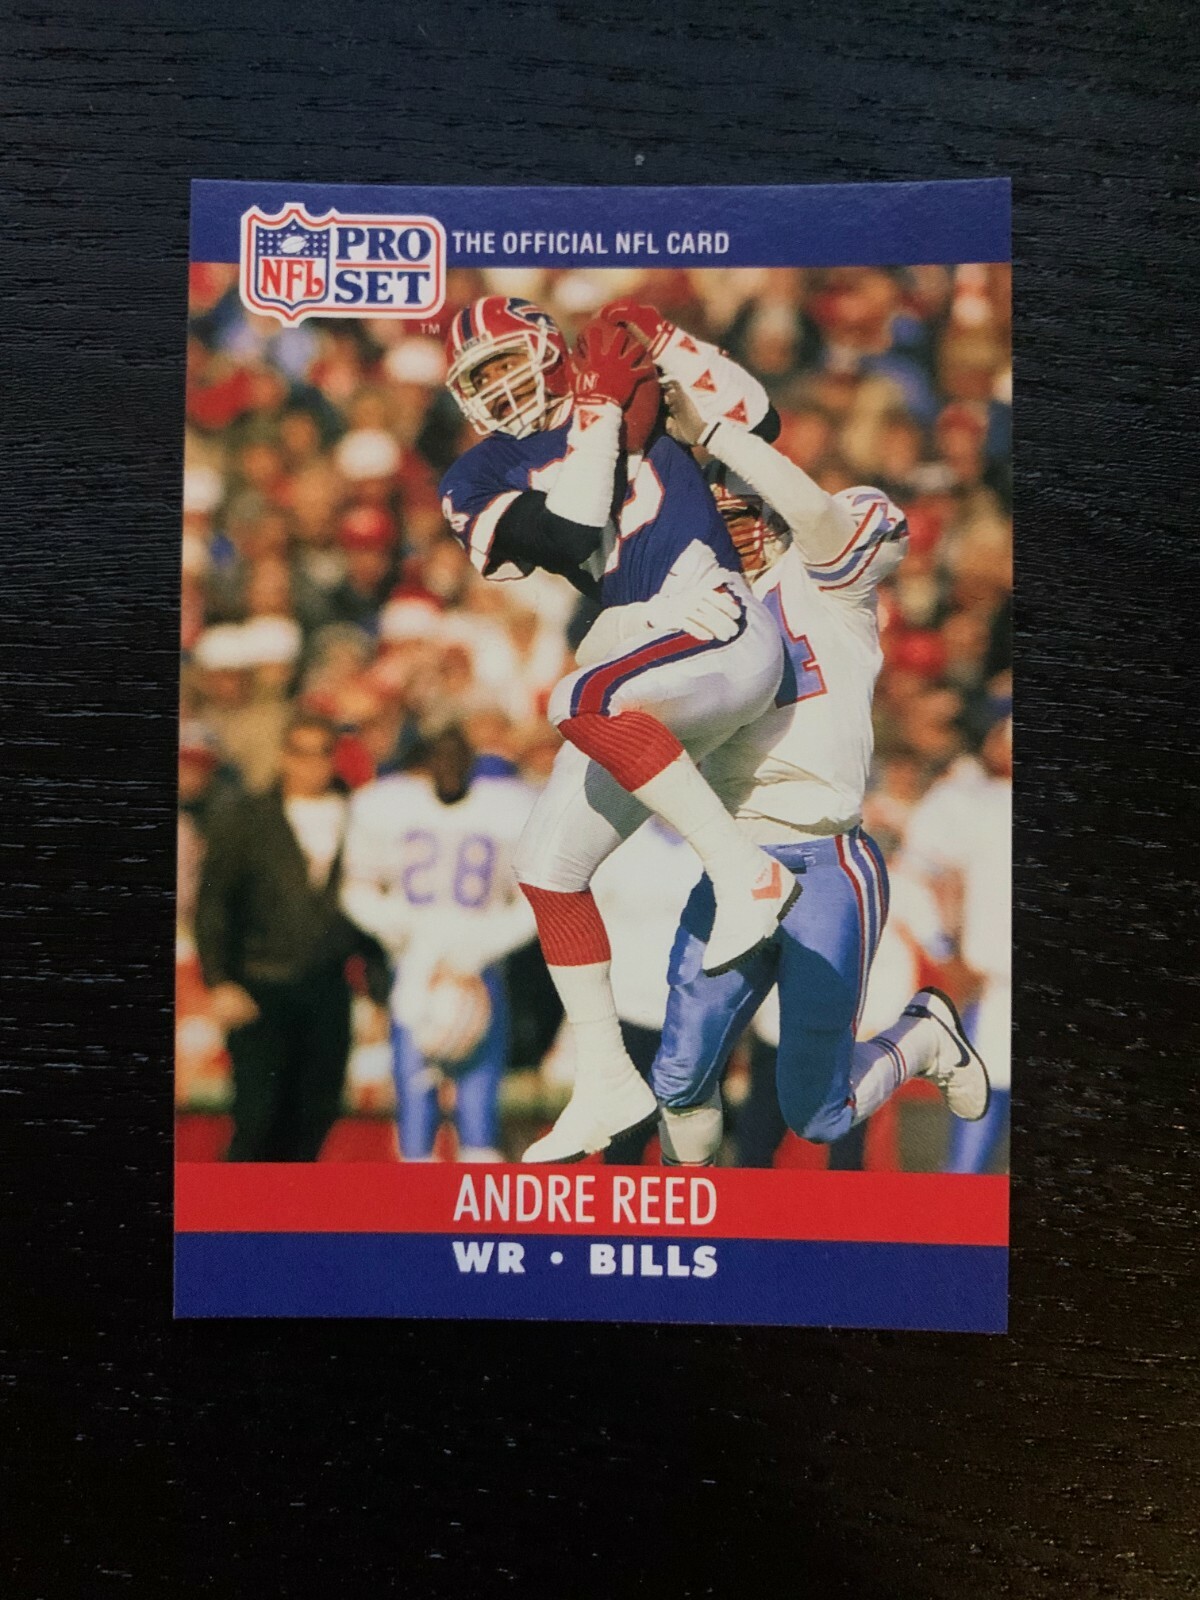 NFL
PRO
SET
TM
THE OFFICIAL NFL CARD
28
ANDRE REED
WR • BILLS